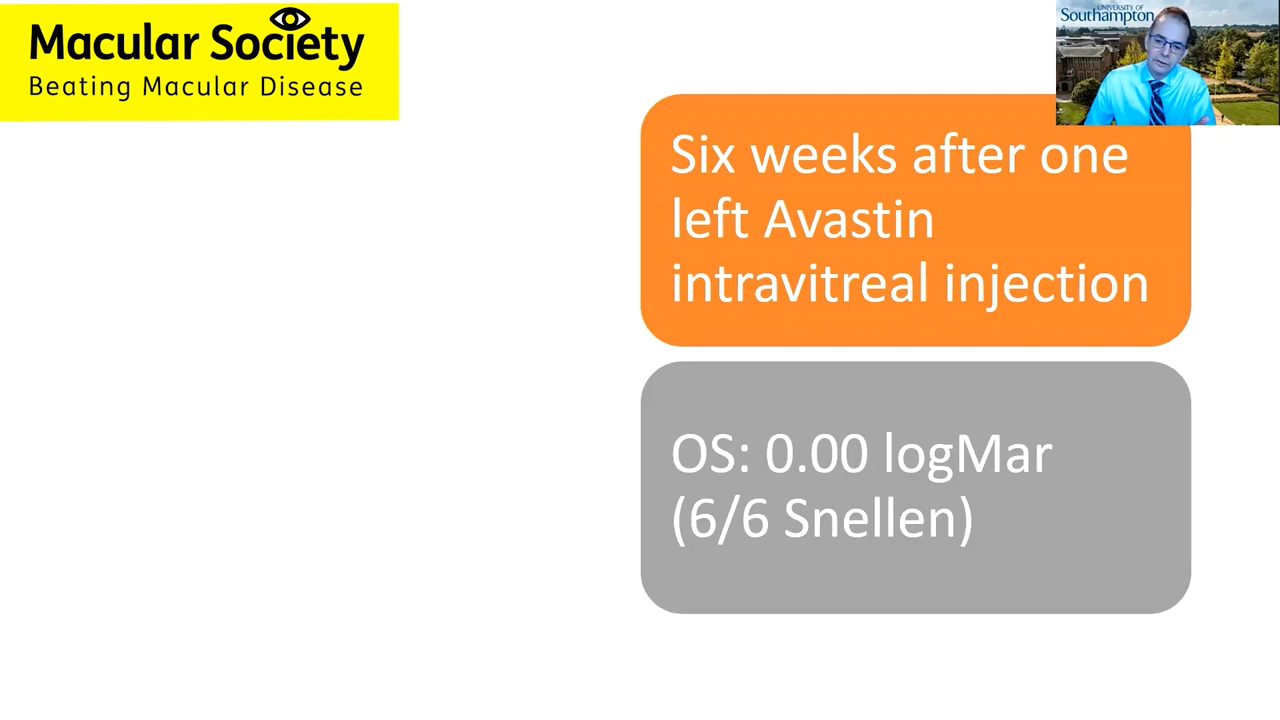 Macular Society
Beating Macular Disease
UNIVERSITY OF
Southampton
Six weeks after one
left Avastin
intravitreal injection
OS: 0.00 logMar
(6/6 Snellen)